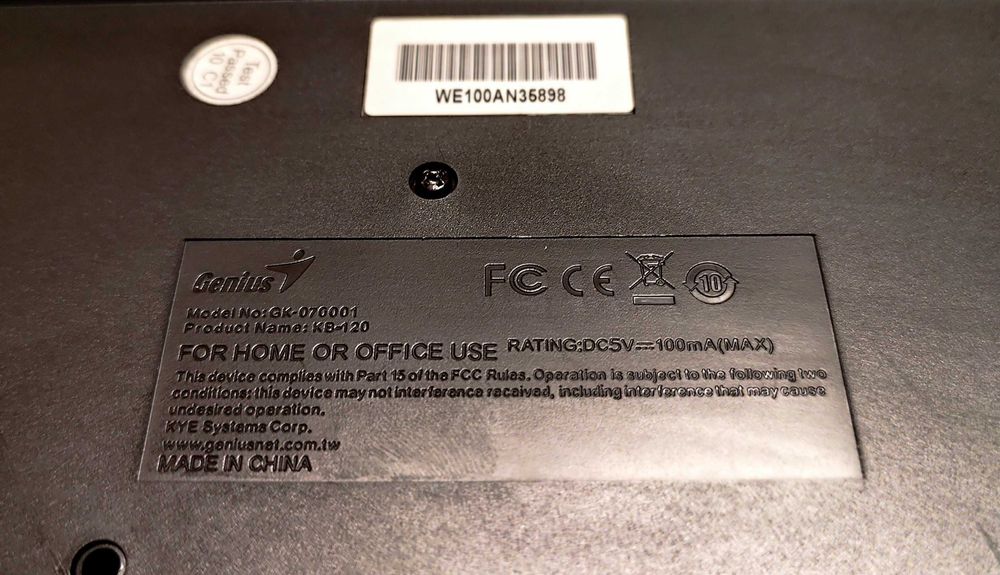 Test
Passed
10 C1
WE100AN35898
Genius
FC CE 10
Model No: GK-070001
Product Name: KB-120
FOR HOME OR OFFICE USE RATING:DC5V⎓100mA(MAX)
This device complies with Part 15 of the FCC Rules. Operation is subject to the following two
conditions: this device may not interference received, including interference that may cause
undesired operation.
KYE Systems Corp.
www.geniusnet.com.tw
MADE IN CHINA